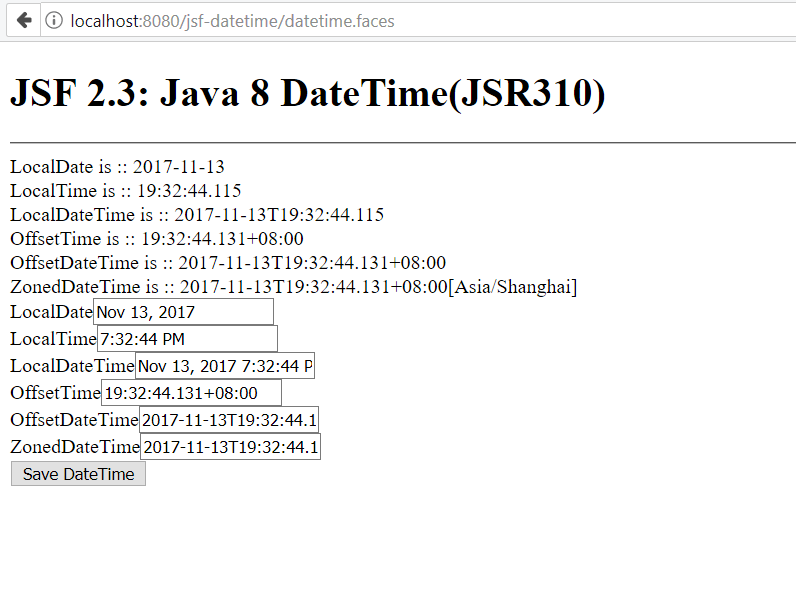 localhost:8080/jsf-datetime/datetime.faces
JSF 2.3: Java 8 DateTime(JSR310)
LocalDate is :: 2017-11-13
LocalTime is :: 19:32:44.115
LocalDateTime is :: 2017-11-13T19:32:44.115
OffsetTime is :: 19:32:44.131+08:00
OffsetDateTime is :: 2017-11-13T19:32:44.131+08:00
ZonedDateTime is :: 2017-11-13T19:32:44.131+08:00[Asia/Shanghai]
LocalDate Nov 13, 2017
LocalTime 7:32:44 PM
LocalDateTime Nov 13, 2017 7:32:44 P
OffsetTime 19:32:44.131+08:00
OffsetDateTime 2017-11-13T19:32:44.1
ZonedDateTime 2017-11-13T19:32:44.1
Save DateTime